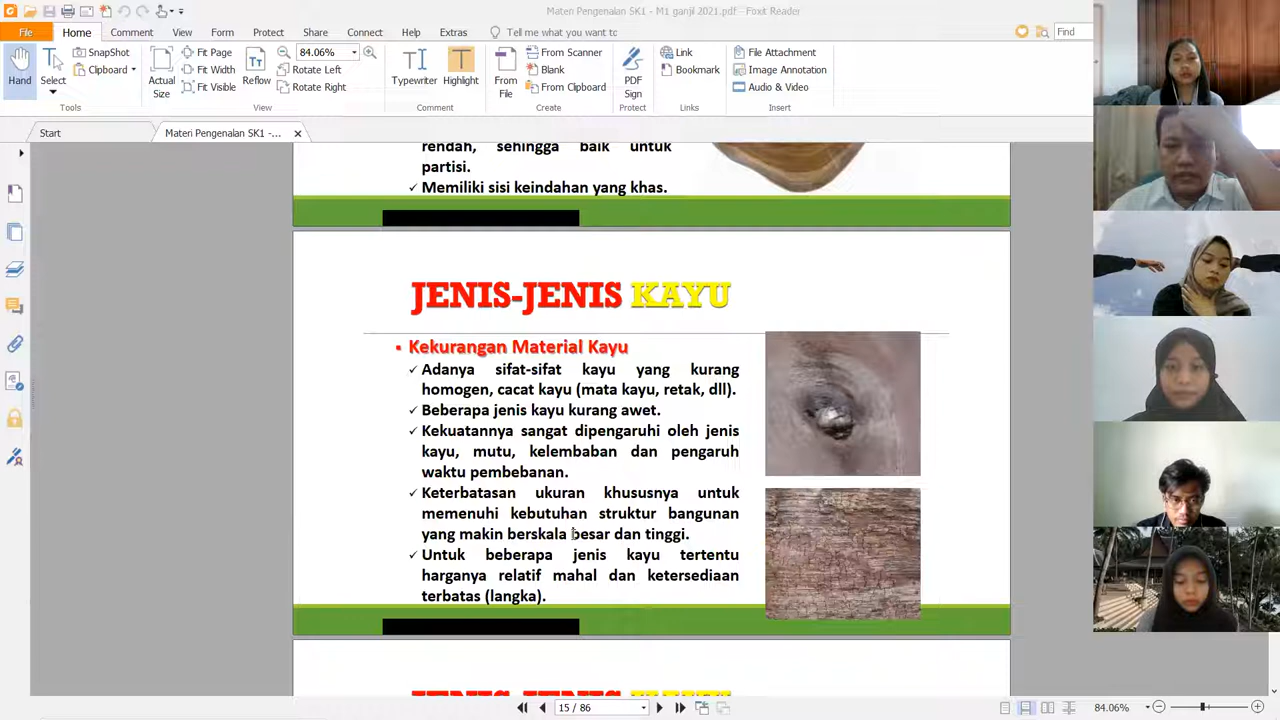 Materi Pengenalan SK1 - M1 ganjil 2021.pdf - Foxit Reader
File Home Comment View Form Protect Share Connect Help Extras Tell me what you want to Find
Hand
Select
SnapShot
Clipboard
Tools
Actual Size
Fit Page
Fit Width
Fit Visible
Reflow
84.06%
Rotate Left
Rotate Right
View
Typewriter
Highlight
Comment
From File
From Scanner
Blank
From Clipboard
Create
PDF Sign
Protect
Link
Bookmark
Links
File Attachment
Image Annotation
Audio & Video
Insert
Start
Materi Pengenalan SK1 -...
rendah, sehingga baik untuk
partisi.
✓ Memiliki sisi keindahan yang khas.
JENIS-JENIS KAYU
▪ Kekurangan Material Kayu
✓ Adanya sifat-sifat kayu yang kurang
homogen, cacat kayu (mata kayu, retak, dll).
✓ Beberapa jenis kayu kurang awet.
✓ Kekuatannya sangat dipengaruhi oleh jenis
kayu, mutu, kelembaban dan pengaruh
waktu pembebanan.
✓ Keterbatasan ukuran khususnya untuk
memenuhi kebutuhan struktur bangunan
yang makin berskala besar dan tinggi.
✓ Untuk beberapa jenis kayu tertentu
harganya relatif mahal dan ketersediaan
terbatas (langka).
15 / 86
84.06%